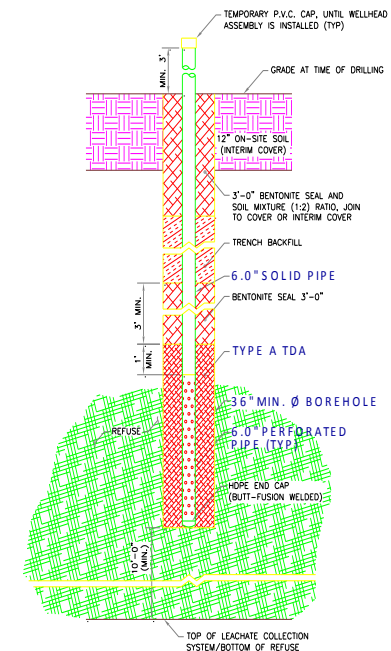 TEMPORARY P.V.C. CAP, UNTIL WELLHEAD
ASSEMBLY IS INSTALLED (TYP)
MIN. 3'
GRADE AT TIME OF DRILLING
12" ON-SITE SOIL
(INTERIM COVER)
3'-0" BENTONITE SEAL AND
SOIL MIXTURE (1:2) RATIO, JOIN
TO COVER OR INTERIM COVER
TRENCH BACKFILL
6.0" SOLID PIPE
BENTONITE SEAL 3'-0"
3' MIN.
1'
MIN.
TYPE A TDA
36" MIN. Ø BOREHOLE
REFUSE
6.0" PERFORATED
PIPE (TYP)
HDPE END CAP
(BUTT-FUSION WELDED)
10'-0"
(MIN.)
TOP OF LEACHATE COLLECTION
SYSTEM/BOTTOM OF REFUSE